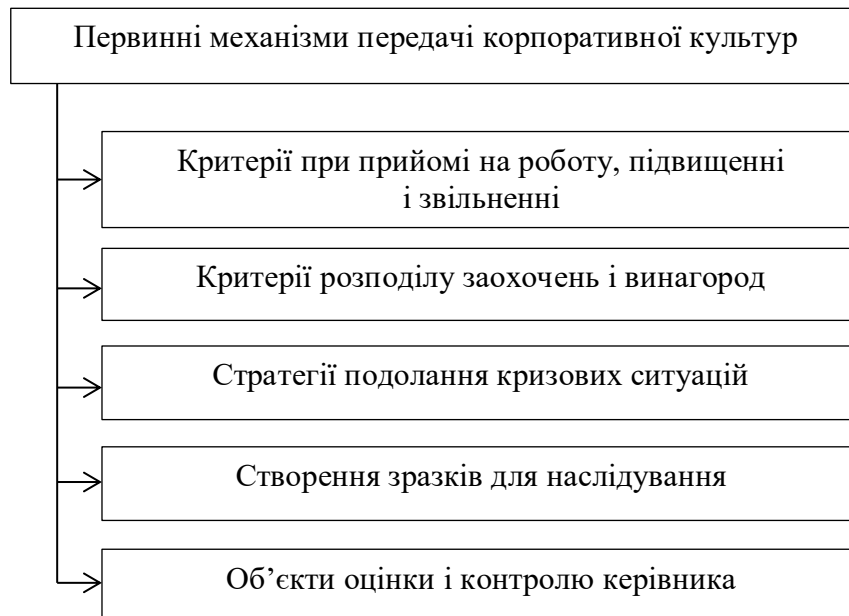 Первинні механізми передачі корпоративної культур
Критерії при прийомі на роботу, підвищенні
і звільненні
Критерії розподілу заохочень і винагород
Стратегії подолання кризових ситуацій
Створення зразків для наслідування
Об’єкти оцінки і контролю керівника